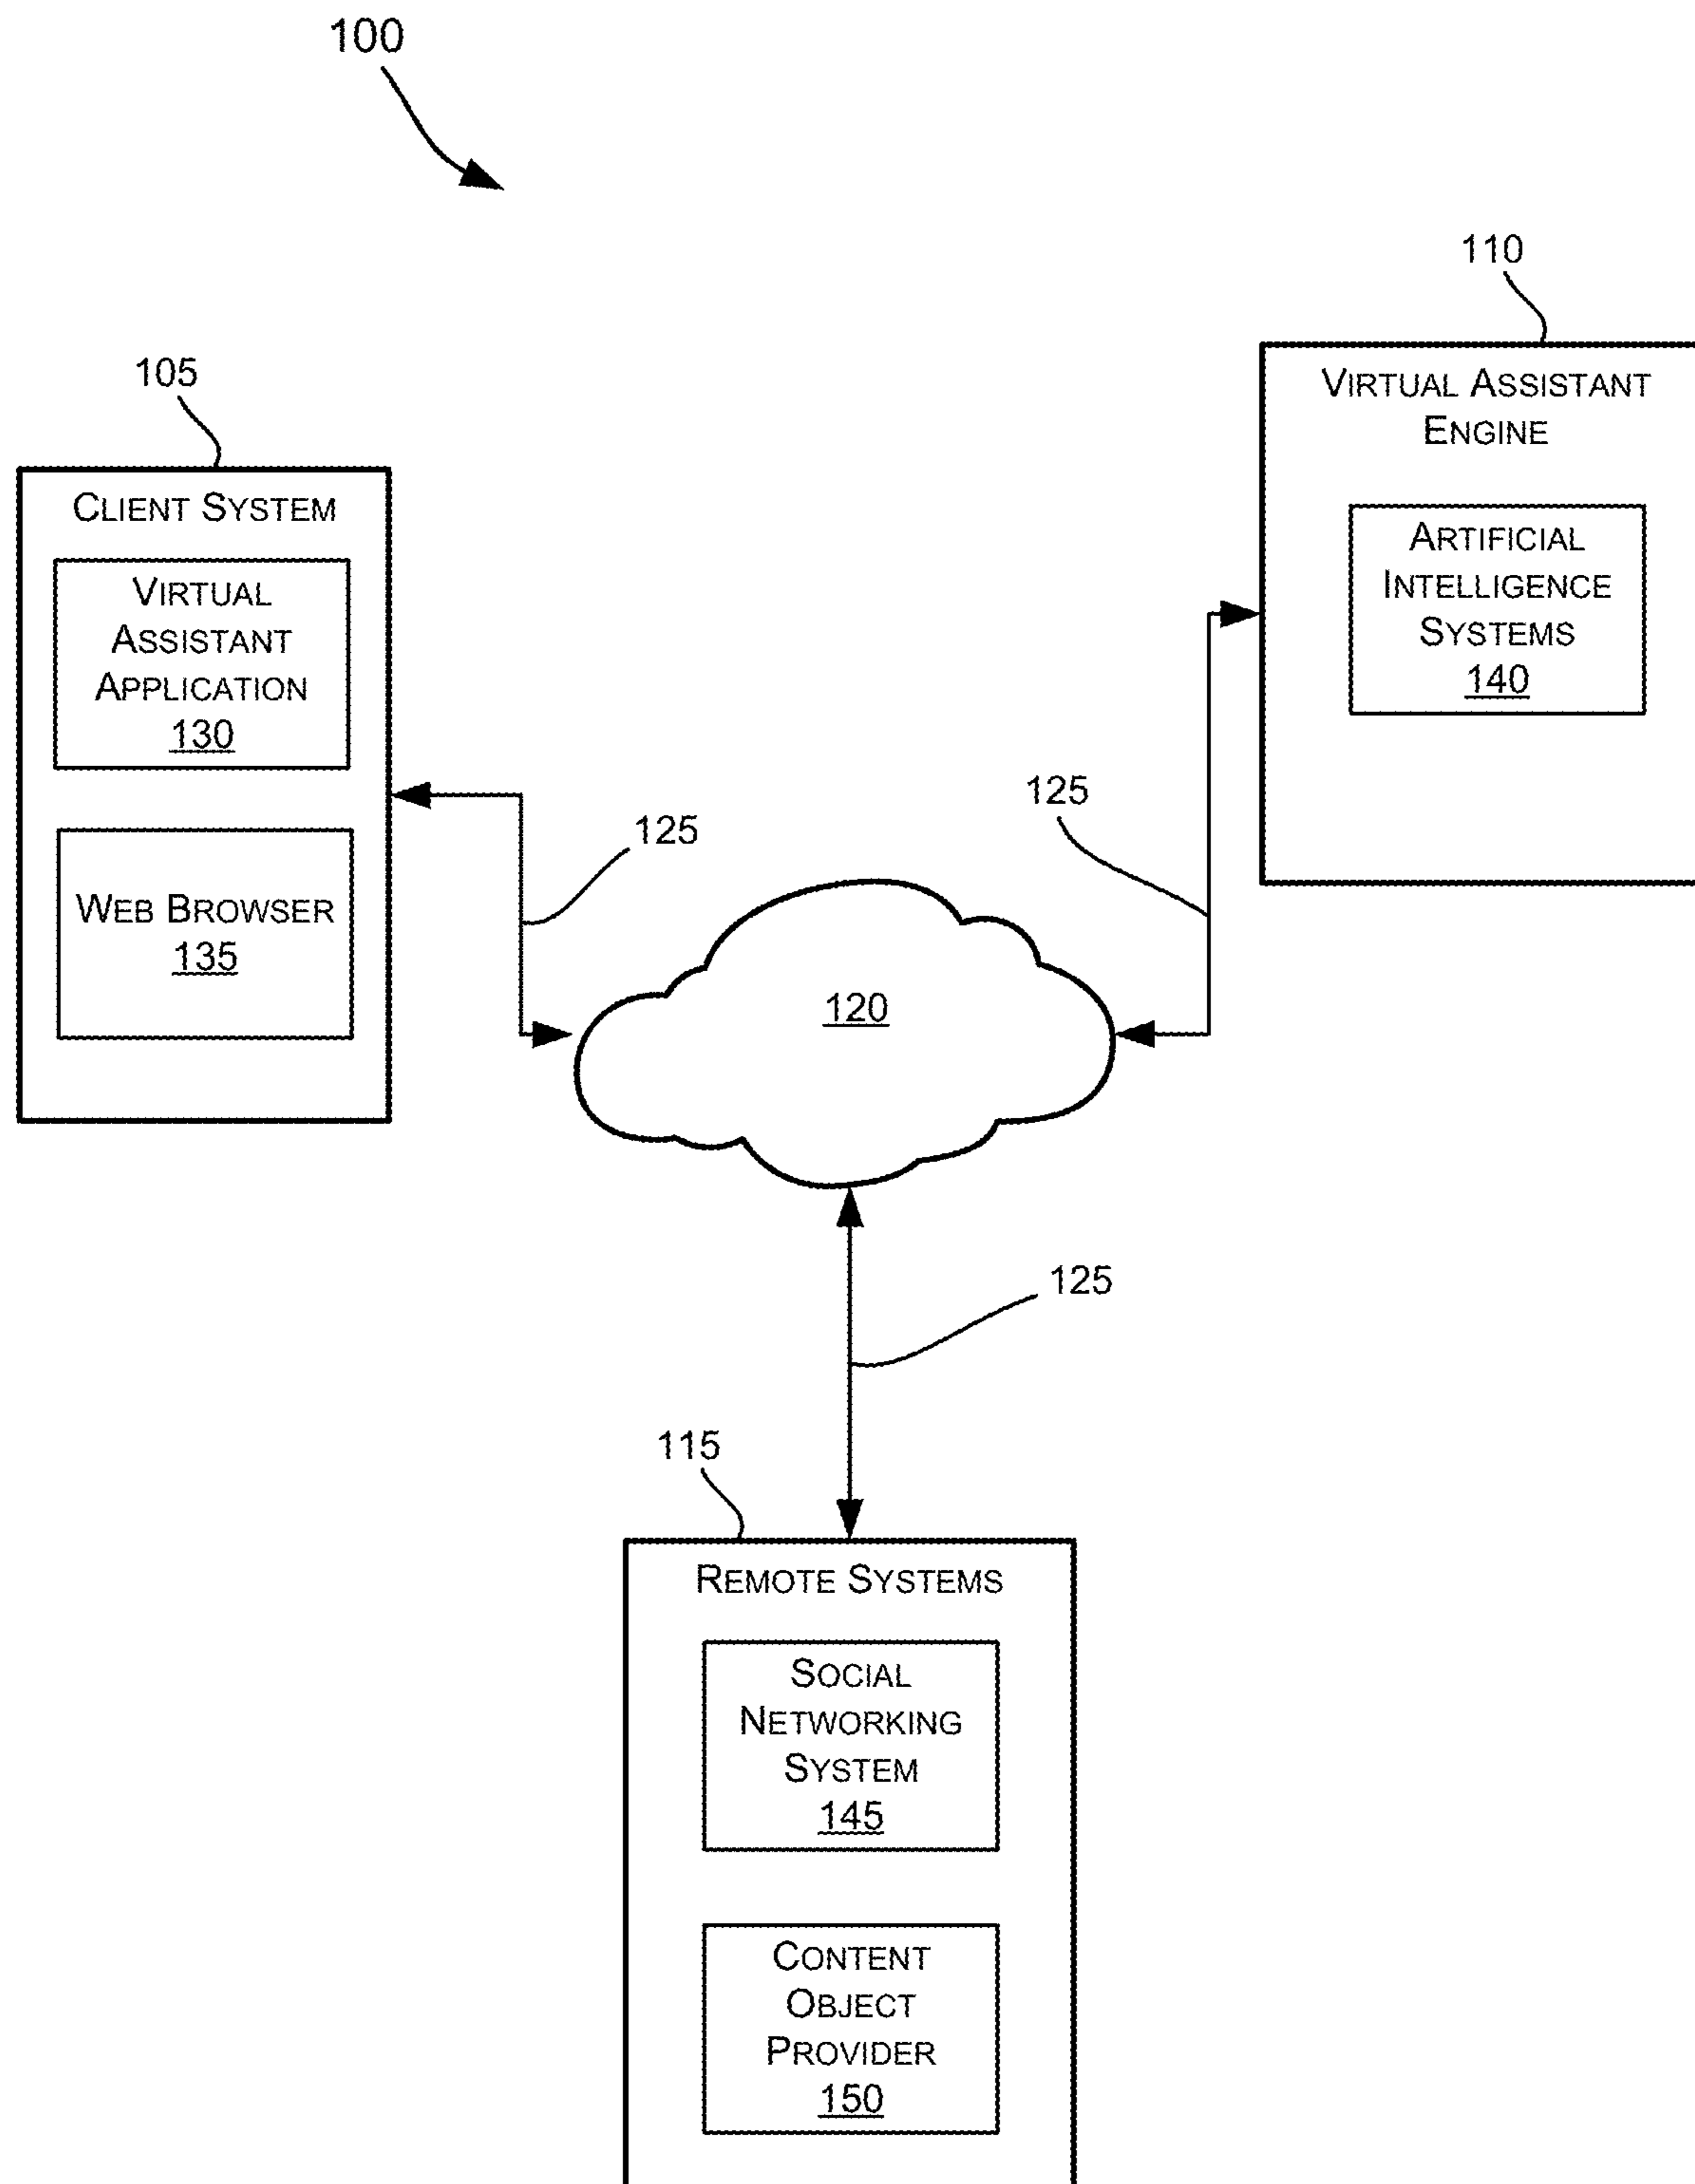 100
110
VIRTUAL ASSISTANT
ENGINE
ARTIFICIAL
INTELLIGENCE
SYSTEMS
140
105
CLIENT SYSTEM
VIRTUAL
ASSISTANT
APPLICATION
130
WEB BROWSER
135
125
125
120
125
115
REMOTE SYSTEMS
SOCIAL
NETWORKING
SYSTEM
145
CONTENT
OBJECT
PROVIDER
150